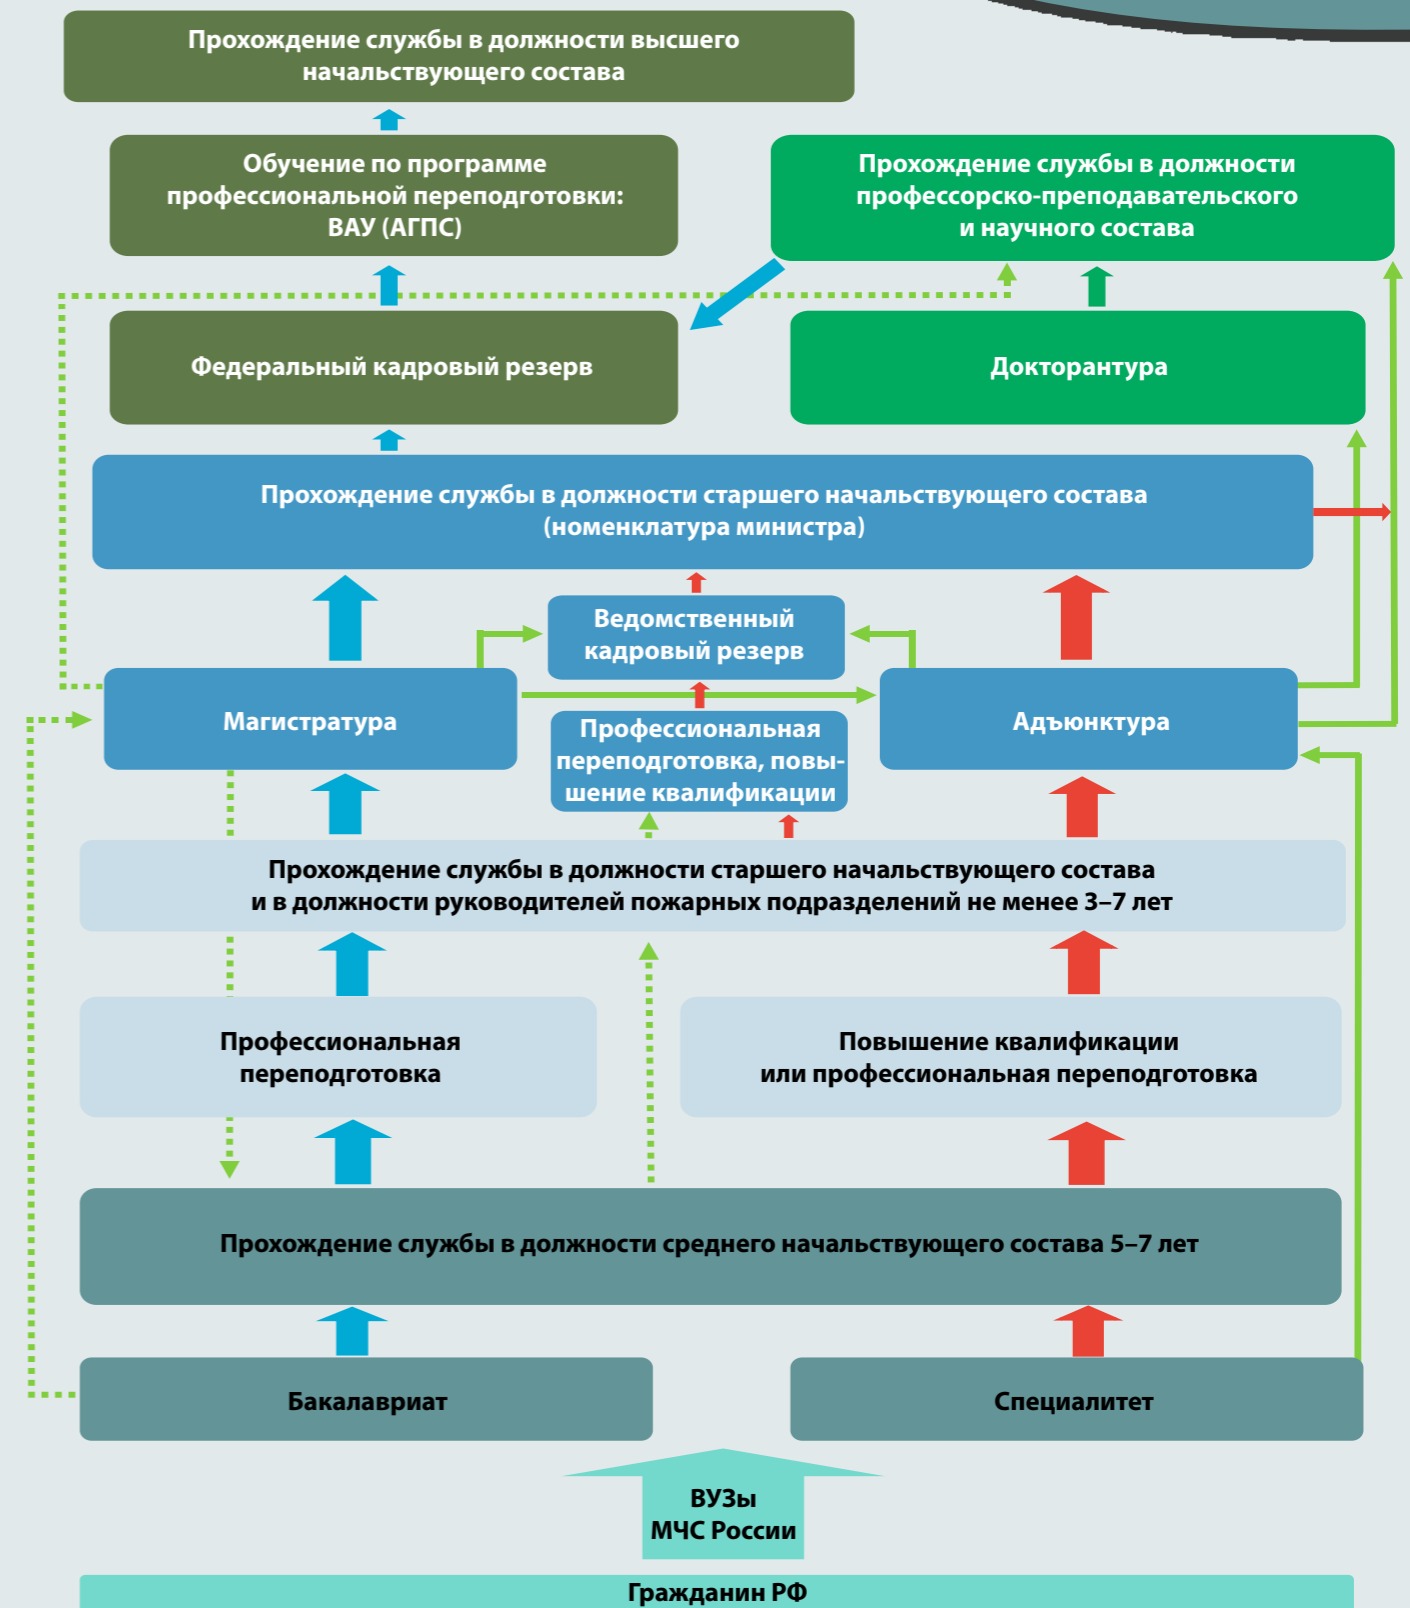 Прохождение службы в должности высшего
начальствующего состава
Обучение по программе
профессиональной переподготовки:
ВАУ (АГПС)
Прохождение службы в должности
профессорско-преподавательского
и научного состава
Федеральный кадровый резерв
Докторантура
Прохождение службы в должности старшего начальствующего состава
(номенклатура министра)
Ведомственный
кадровый резерв
Магистратура
Профессиональная
переподготовка, повы-
шение квалификации
Адъюнктура
Прохождение службы в должности старшего начальствующего состава
и в должности руководителей пожарных подразделений не менее 3–7 лет
Профессиональная
переподготовка
Повышение квалификации
или профессиональная переподготовка
Прохождение службы в должности среднего начальствующего состава 5–7 лет
Бакалавриат
Специалитет
ВУЗы
МЧС России
Гражданин РФ